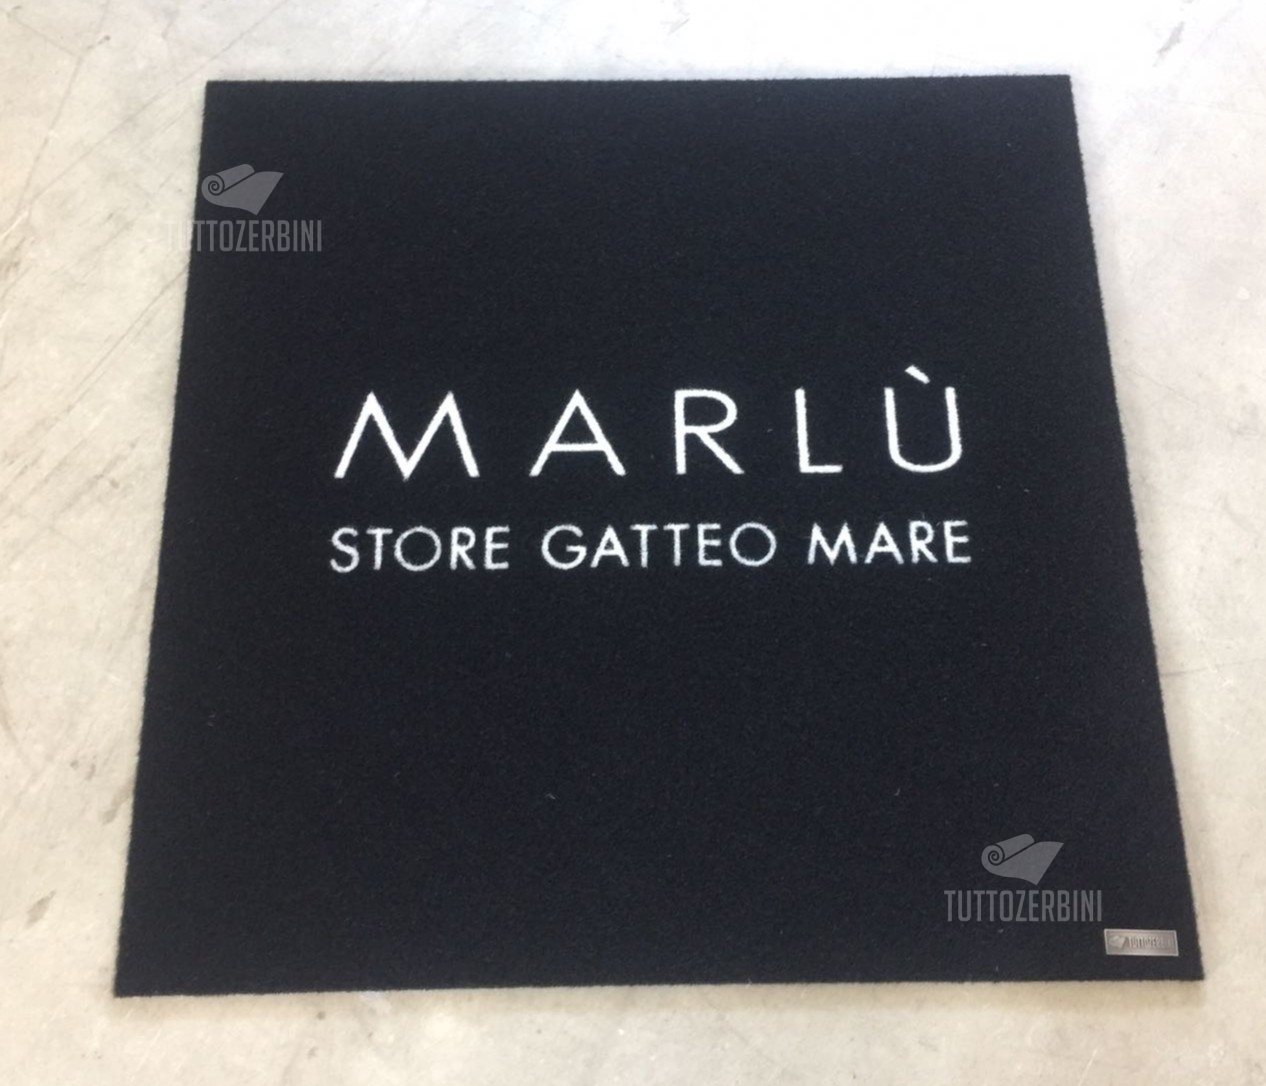 TUTTOZERBINI
MARLÙ
STORE GATTEO MARE
TUTTOZERBINI